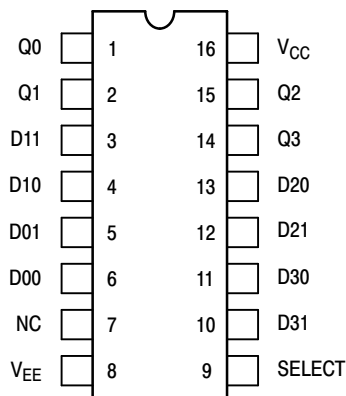 Q0 1 16 VCC
Q1 2 15 Q2
D11 3 14 Q3
D10 4 13 D20
D01 5 12 D21
D00 6 11 D30
NC 7 10 D31
VEE 8 9 SELECT